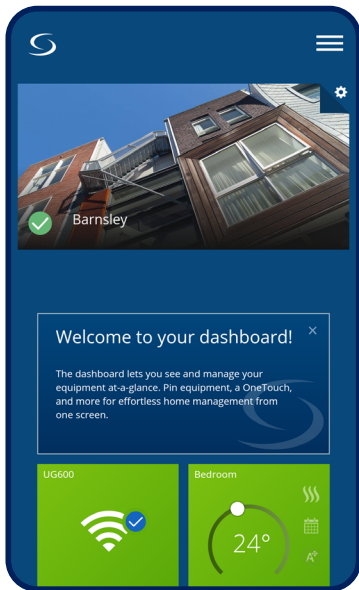 Barnsley
Welcome to your dashboard!
The dashboard lets you see and manage your
equipment at-a-glance. Pin equipment, a OneTouch,
and more for effortless home management from
one screen.
UG600
Bedroom
24°
A